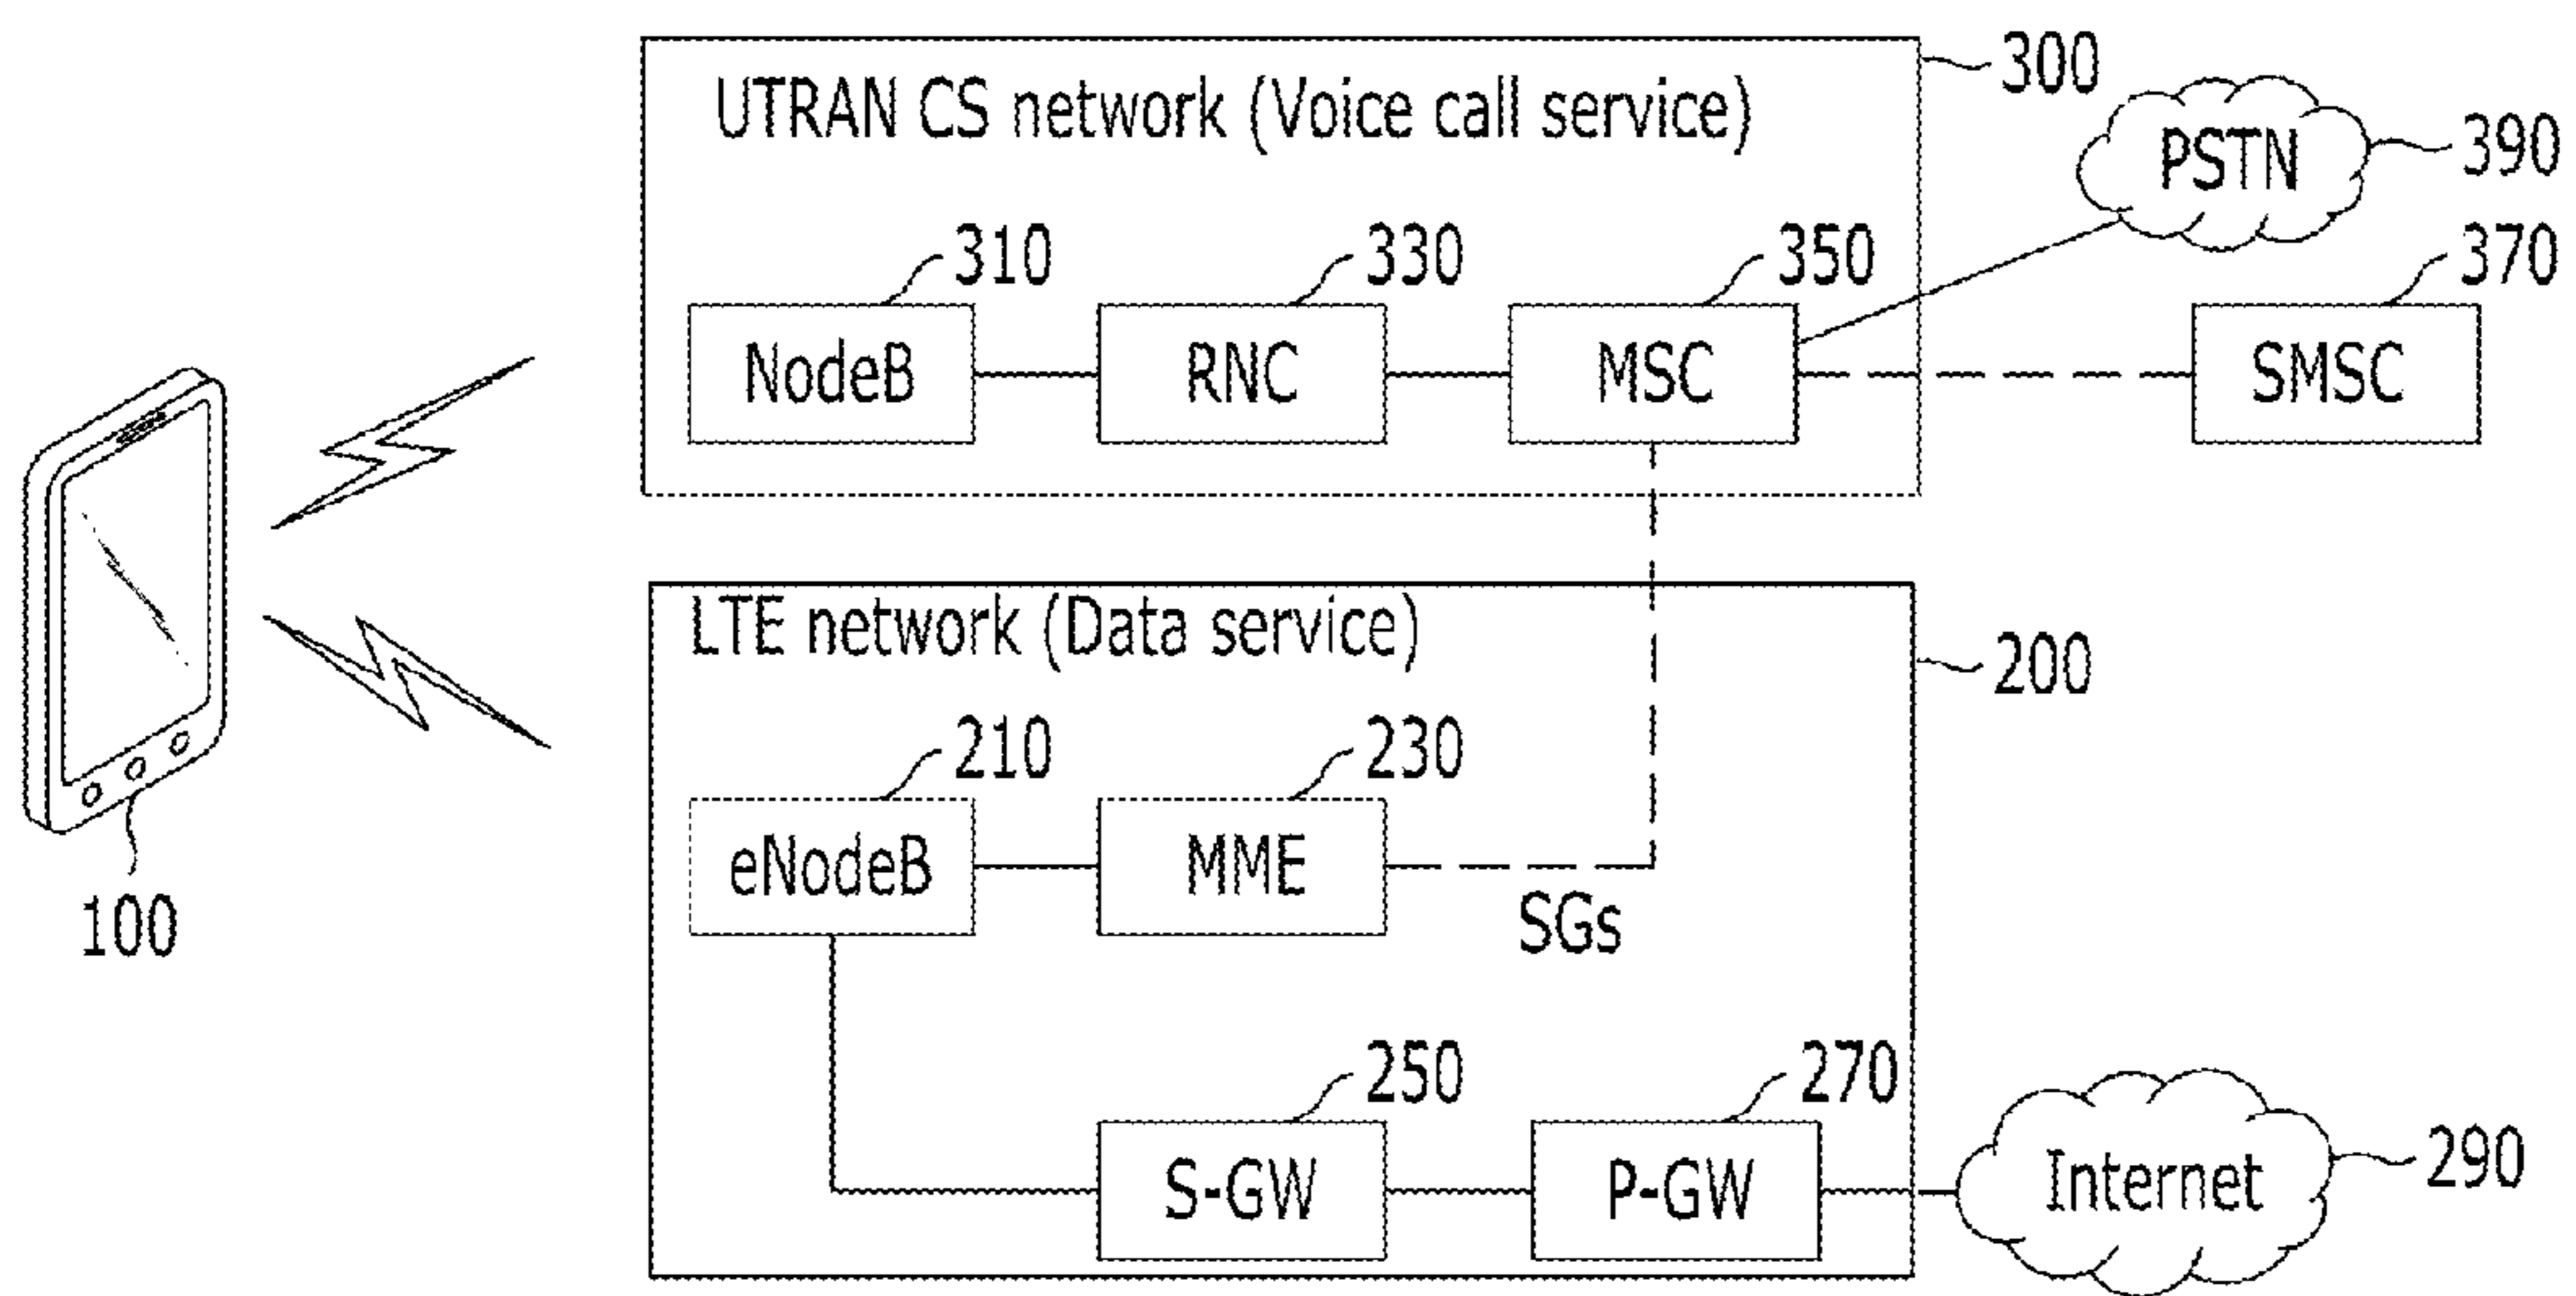 UTRAN CS network (Voice call service)
300
PSTN
390
310
330
350
370
NodeB
RNC
MSC
SMSC
LTE network (Data service)
200
210
230
eNodeB
MME
SGs
100
250
270
S-GW
P-GW
Internet
290